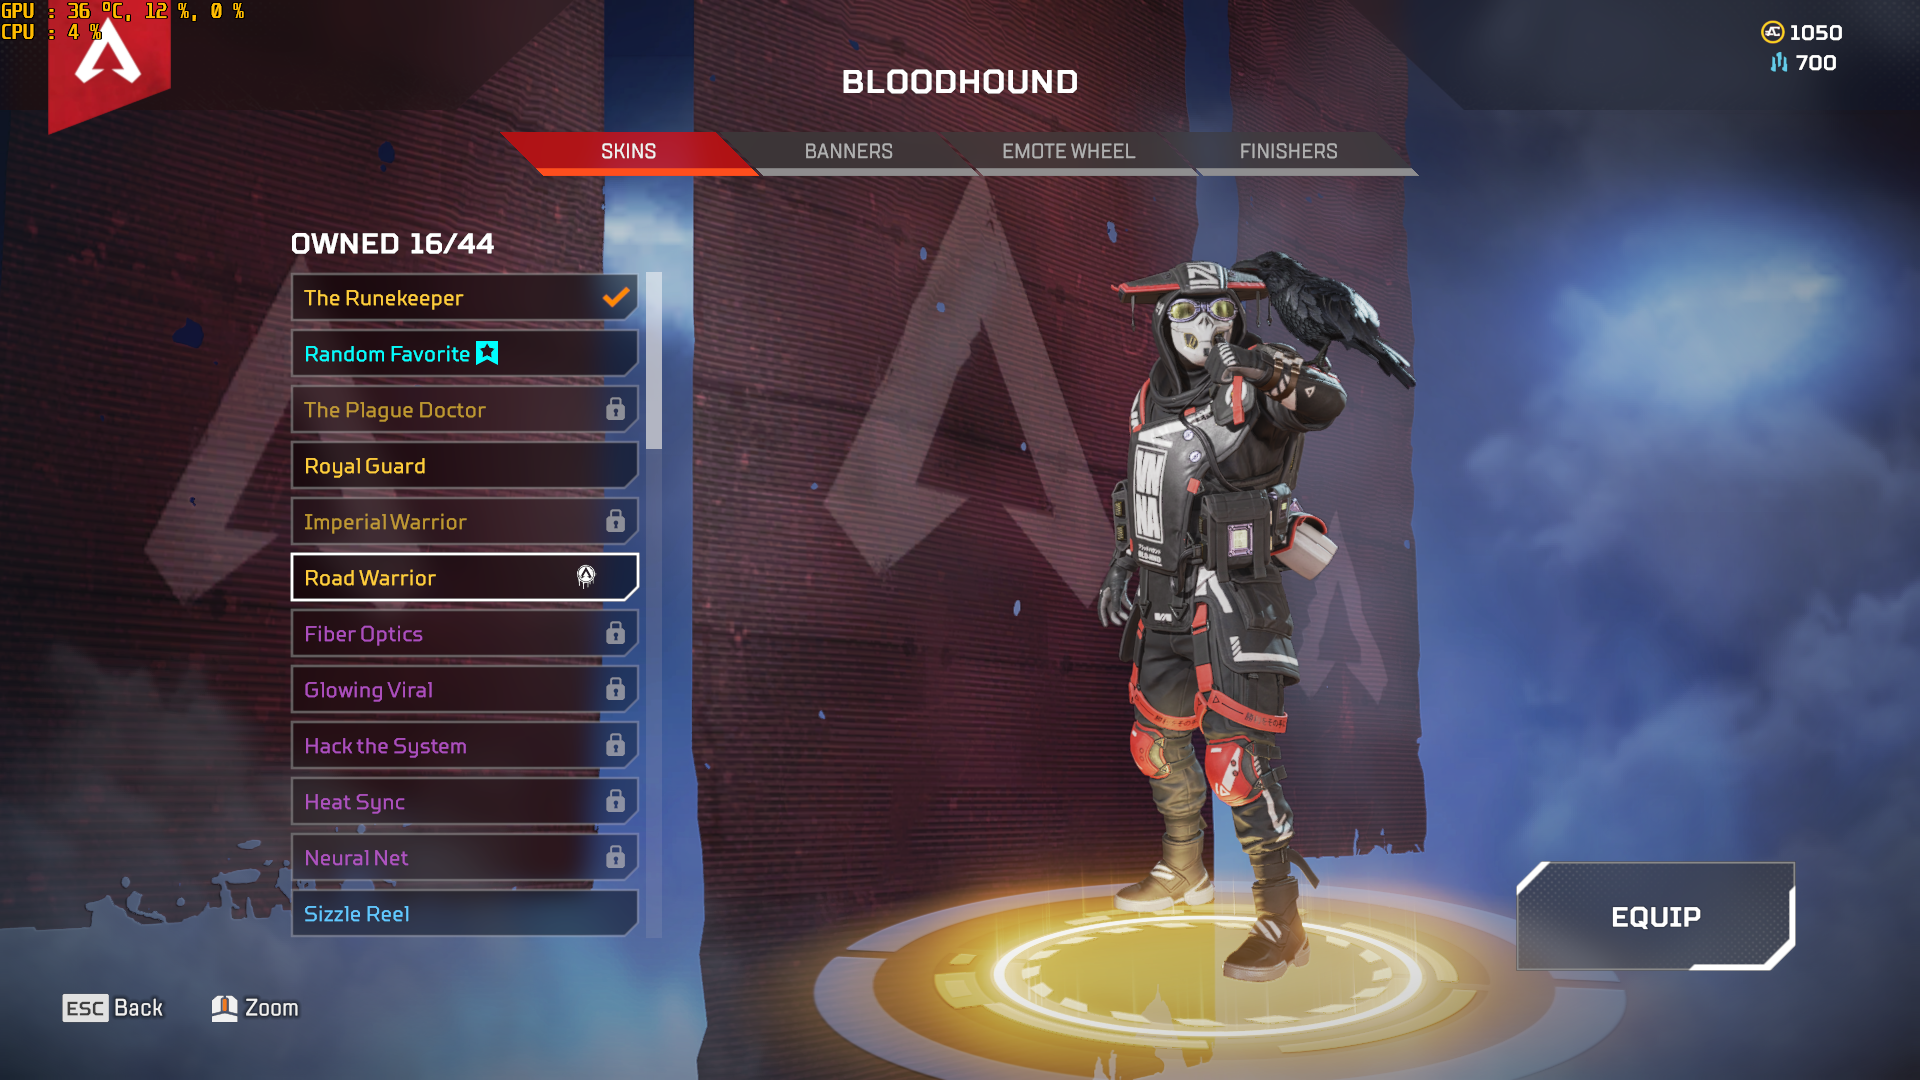 GPU : 36 °C, 12 %, 0 %
CPU : 4 %
1050
700
BLOODHOUND
SKINS
BANNERS
EMOTE WHEEL
FINISHERS
OWNED 16/44
The Runekeeper
Random Favorite
The Plague Doctor
Royal Guard
Imperial Warrior
Road Warrior
Fiber Optics
Glowing Viral
Hack the System
Heat Sync
Neural Net
Sizzle Reel
EQUIP
ESC Back
Zoom